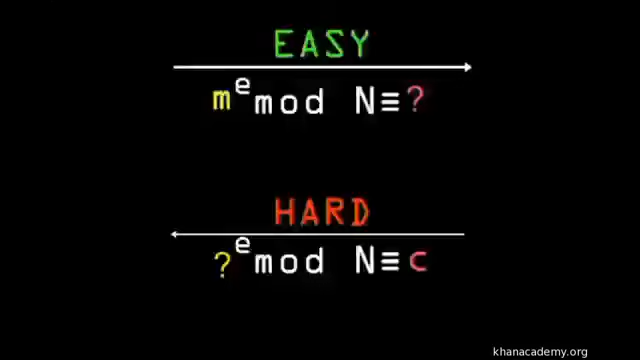 EASY
m^e mod N≡?
HARD
?^e mod N≡c
khanacademy.org